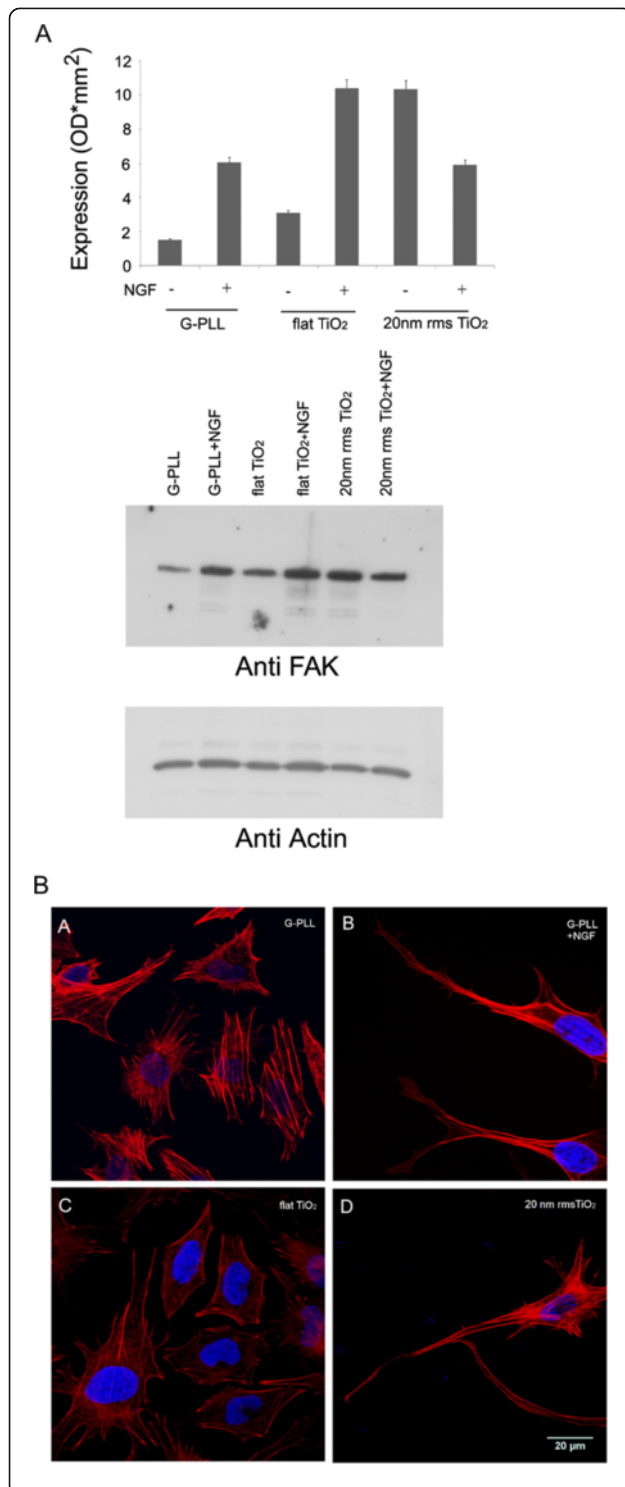 A
Expression (OD*mm²)
12
10
8
6
4
2
0
NGF - + - + - +
G-PLL flat TiO₂ 20nm rms TiO₂
G-PLL
G-PLL+NGF
flat TiO₂
flat TiO₂+NGF
20nm rms TiO₂
20nm rms TiO₂+NGF
Anti FAK
Anti Actin
B
A G-PLL
B G-PLL
+NGF
C flat TiO₂
D 20 nm rmsTiO₂
20 µm